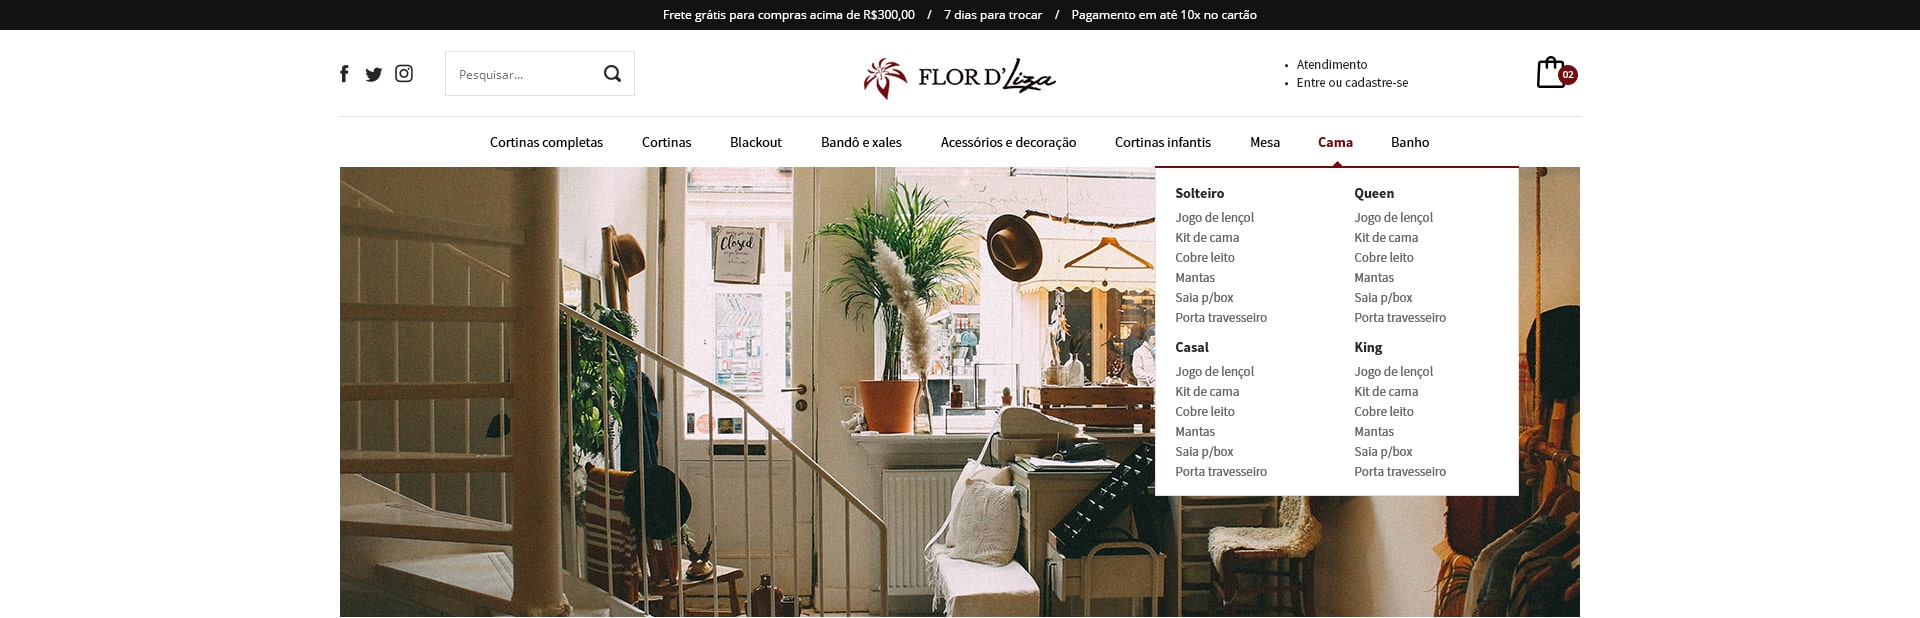 Frete grátis para compras acima de R$300,00 / 7 dias para trocar / Pagamento em até 10x no cartão
Pesquisar...
FLOR D'Liza
• Atendimento
• Entre ou cadastre-se
02
Cortinas completas Cortinas Blackout Bandô e xales Acessórios e decoração Cortinas infantis Mesa Cama Banho
Solteiro
Jogo de lençol
Kit de cama
Cobre leito
Mantas
Saia p/box
Porta travesseiro
Queen
Jogo de lençol
Kit de cama
Cobre leito
Mantas
Saia p/box
Porta travesseiro
Casal
Jogo de lençol
Kit de cama
Cobre leito
Mantas
Saia p/box
Porta travesseiro
King
Jogo de lençol
Kit de cama
Cobre leito
Mantas
Saia p/box
Porta travesseiro
Closed